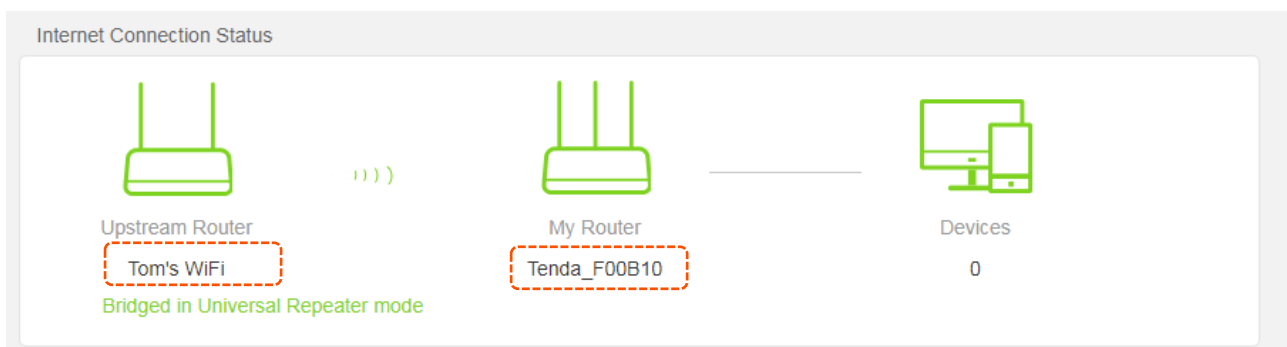 Internet Connection Status
Upstream Router
My Router
Devices
Tom's WiFi
Tenda_F00B10
0
Bridged in Universal Repeater mode